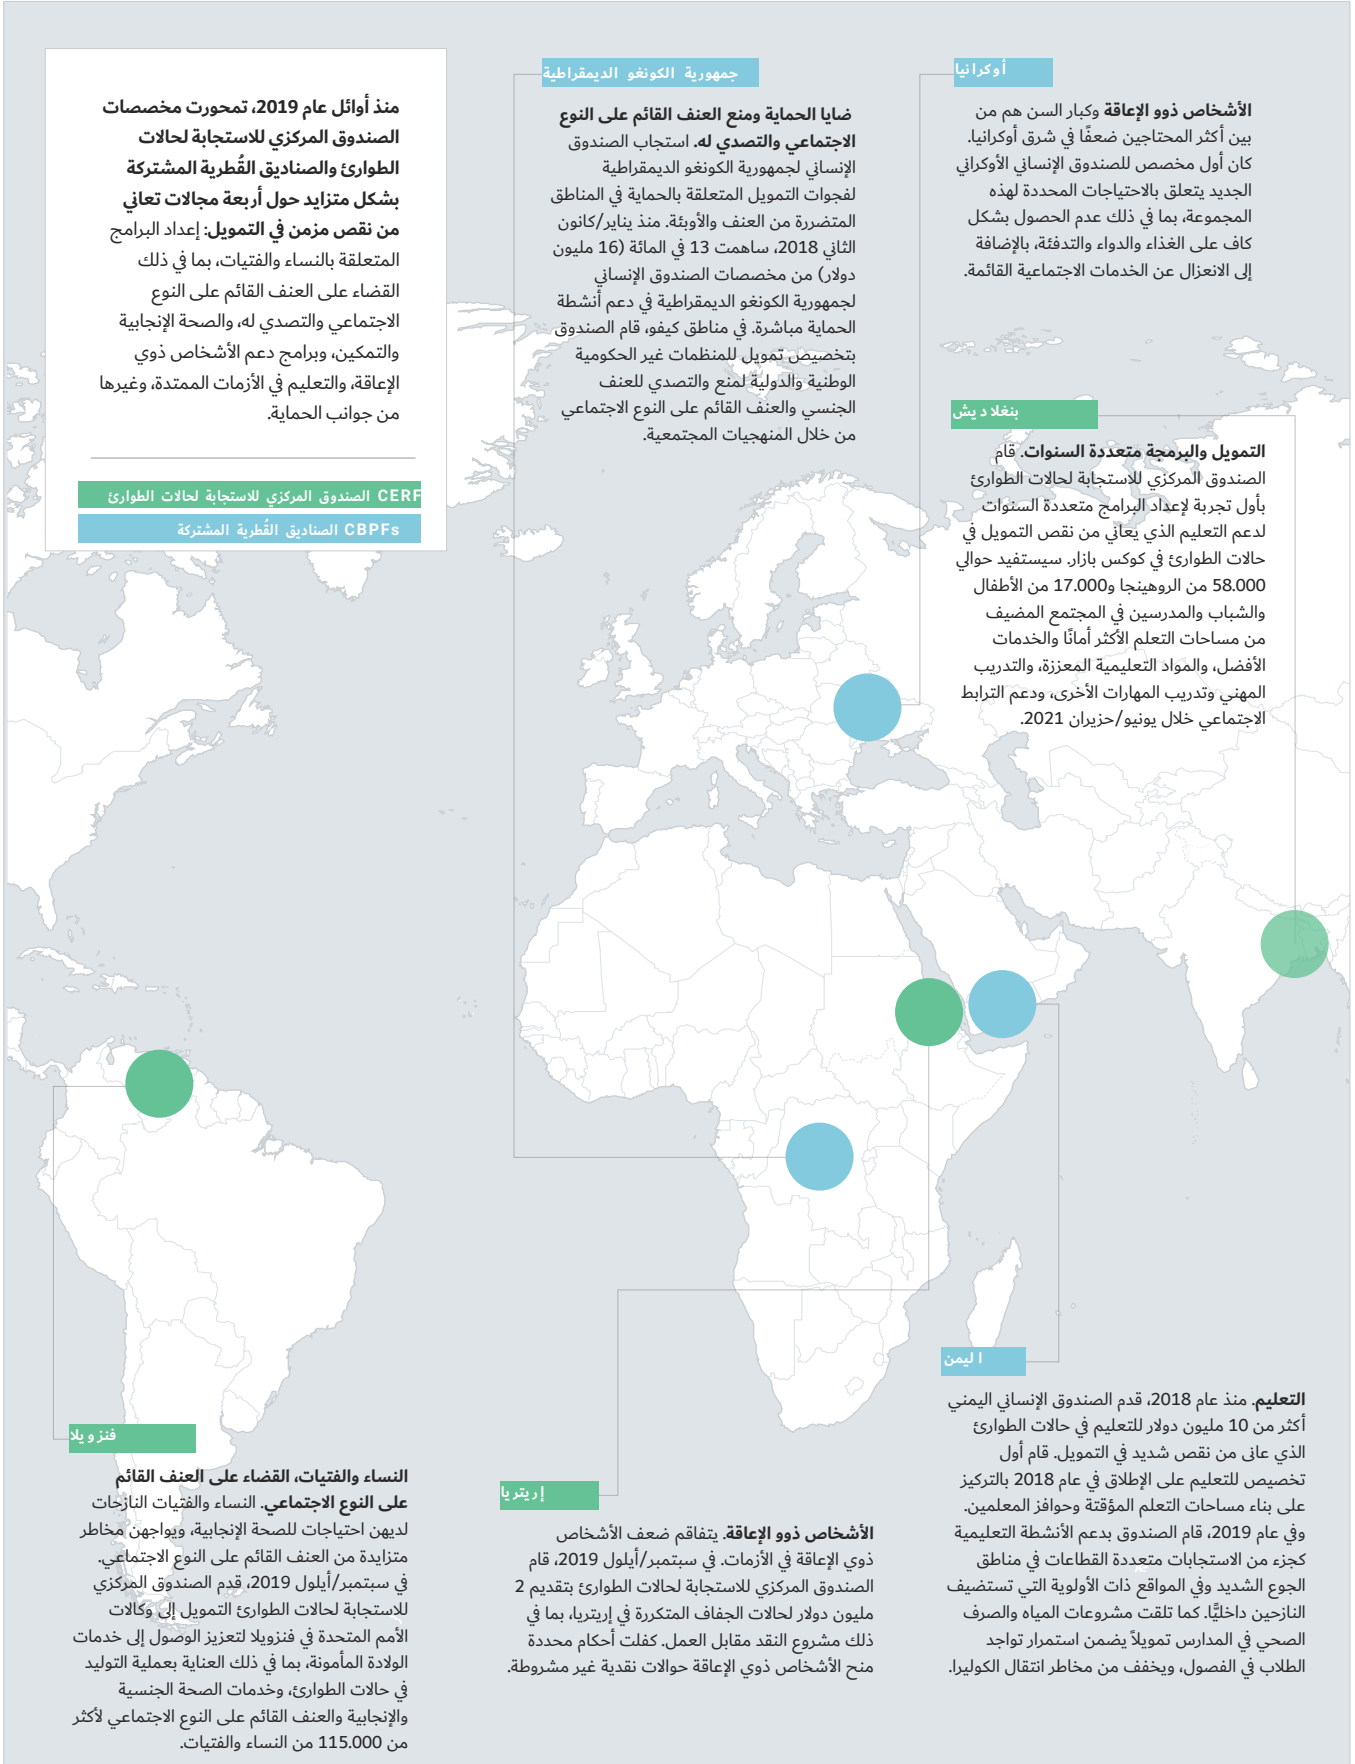 منذ أوائل عام 2019، تمحورت مخصصات
الصندوق المركزي للاستجابة لحالات
الطوارئ والصناديق القُطرية المشتركة
بشكل متزايد حول أربعة مجالات تعاني
من نقص مزمن في التمويل: إعداد البرامج
المتعلقة بالنساء والفتيات، بما في ذلك
القضاء على العنف القائم على النوع
الاجتماعي والتصدي له، والصحة الإنجابية
والتمكين، وبرامج دعم الأشخاص ذوي
الإعاقة، والتعليم في الأزمات الممتدة، وغيرها
من جوانب الحماية.
CERF الصندوق المركزي للاستجابة لحالات الطوارئ
CBPFs الصناديق القُطرية المشتركة
جمهورية الكونغو الديمقراطية
ضايا الحماية ومنع العنف القائم على النوع
الاجتماعي والتصدي له. استجاب الصندوق
الإنساني لجمهورية الكونغو الديمقراطية
لفجوات التمويل المتعلقة بالحماية في المناطق
المتضررة من العنف والأوبئة. منذ يناير/كانون
الثاني 2018، ساهمت 13 في المائة (16 مليون
دولار) من مخصصات الصندوق الإنساني
لجمهورية الكونغو الديمقراطية في دعم أنشطة
الحماية مباشرة. في مناطق كيفو، قام الصندوق
بتخصيص تمويل للمنظمات غير الحكومية
الوطنية والدولية لمنع والتصدي للعنف
الجنسي والعنف القائم على النوع الاجتماعي
من خلال المنهجيات المجتمعية.
أوكرانيا
الأشخاص ذوو الإعاقة وكبار السن هم من
بين أكثر المحتاجين ضعفًا في شرق أوكرانيا.
كان أول مخصص للصندوق الإنساني الأوكراني
الجديد يتعلق بالاحتياجات المحددة لهذه
المجموعة، بما في ذلك عدم الحصول بشكل
كاف على الغذاء والدواء والتدفئة، بالإضافة
إلى الانعزال عن الخدمات الاجتماعية القائمة.
بنغلاديش
التمويل والبرمجة متعددة السنوات. قام
الصندوق المركزي للاستجابة لحالات الطوارئ
بأول تجربة لإعداد البرامج متعددة السنوات
لدعم التعليم الذي يعاني من نقص التمويل في
حالات الطوارئ في كوكس بازار. سيستفيد حوالي
58.000 من الروهينجا و17.000 من الأطفال
والشباب والمدرسين في المجتمع المضيف
من مساحات التعلم الأكثر أمانًا والخدمات
الأفضل، والمواد التعليمية المعززة، والتدريب
المهني وتدريب المهارات الأخرى، ودعم الترابط
الاجتماعي خلال يونيو/حزيران 2021.
اليمن
التعليم. منذ عام 2018، قدم الصندوق الإنساني اليمني
أكثر من 10 مليون دولار للتعليم في حالات الطوارئ
الذي عانى من نقص شديد في التمويل. قام أول
تخصيص للتعليم على الإطلاق في عام 2018 بالتركيز
على بناء مساحات التعلم المؤقتة وحوافز المعلمين.
وفي عام 2019، قام الصندوق بدعم الأنشطة التعليمية
كجزء من الاستجابات متعددة القطاعات في مناطق
الجوع الشديد وفي المواقع ذات الأولوية التي تستضيف
النازحين داخليًّا. كما تلقت مشروعات المياه والصرف
الصحي في المدارس تمويلاً يضمن استمرار تواجد
الطلاب في الفصول، ويخفف من مخاطر انتقال الكوليرا.
إريتريا
الأشخاص ذوو الإعاقة. يتفاقم ضعف الأشخاص
ذوي الإعاقة في الأزمات. في سبتمبر/أيلول 2019، قام
الصندوق المركزي للاستجابة لحالات الطوارئ بتقديم 2
مليون دولار لحالات الجفاف المتكررة في إريتريا، بما في
ذلك مشروع النقد مقابل العمل. كفلت أحكام محددة
منح الأشخاص ذوي الإعاقة حوالات نقدية غير مشروطة.
فنزويلا
النساء والفتيات، القضاء على العنف القائم
على النوع الاجتماعي. النساء والفتيات النازحات
لديهن احتياجات للصحة الإنجابية، ويواجهن مخاطر
متزايدة من العنف القائم على النوع الاجتماعي.
في سبتمبر/أيلول 2019، قدم الصندوق المركزي
للاستجابة لحالات الطوارئ التمويل إلى وكالات
الأمم المتحدة في فنزويلا لتعزيز الوصول إلى خدمات
الولادة المأمونة، بما في ذلك العناية بعملية التوليد
في حالات الطوارئ، وخدمات الصحة الجنسية
والإنجابية والعنف القائم على النوع الاجتماعي لأكثر
من 115.000 من النساء والفتيات.